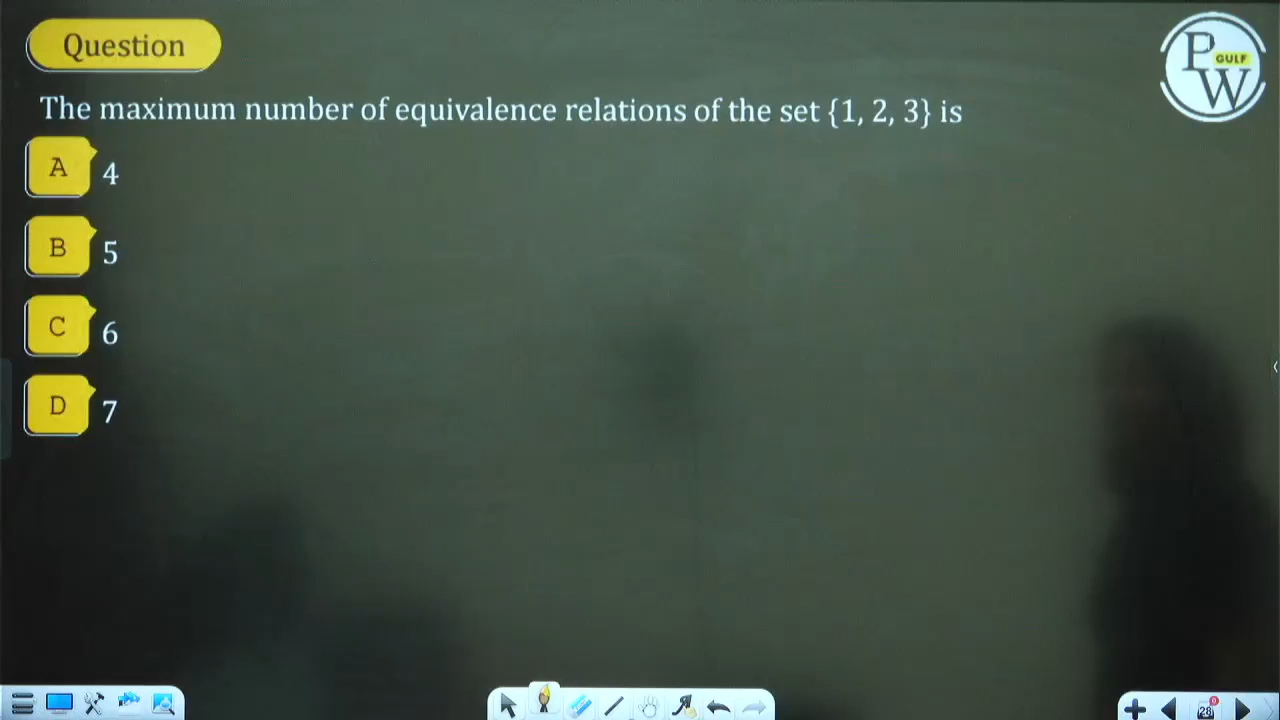 Question
P
GULF
W
The maximum number of equivalence relations of the set {1, 2, 3} is
A 4
B 5
C 6
D 7
28